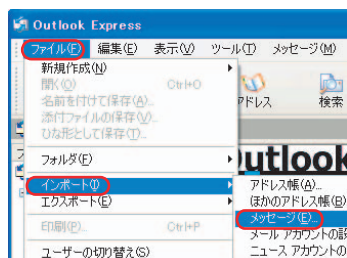 Outlook Express
ファイル(F) 編集(E) 表示(V) ツール(T) メッセージ(M)
新規作成(N)
開く(O) Ctrl+O
名前を付けて保存(A)...
添付ファイルの保存(V)...
ひな形として保存(D)...
ドレス 検索
フォルダ(F)
utlook
インポート(I)
エクスポート(E)
アドレス帳(A)...
ほかのアドレス帳(B)
メッセージ(E)...
印刷(P)... Ctrl+P
メール アカウントの設
ニュース アカウントの
ユーザーの切り替え(S)